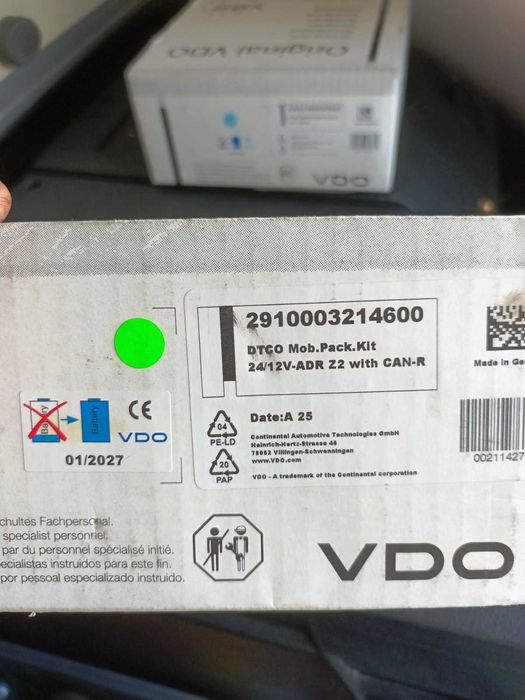 Original VDO
VDO
2910003214600
DTCO Mob.Pack.Kit
24/12V-ADR Z2 with CAN-R
Made in Ge
Battery
Battery
CE
VDO
01/2027
04
PE-LD
20
PAP
Date:A 25
Continental Automotive Technologies GmbH
Heinrich-Hertz-Strasse 45
78052 Villingen-Schwenningen
www.VDO.com
VDO - A trademark of the Continental corporation
00211427
chultes Fachpersonal.
specialist personnel.
par du personnel spécialisé initié.
ecialistas instruidos para este fin.
por pessoal especializado instruido.
VDO